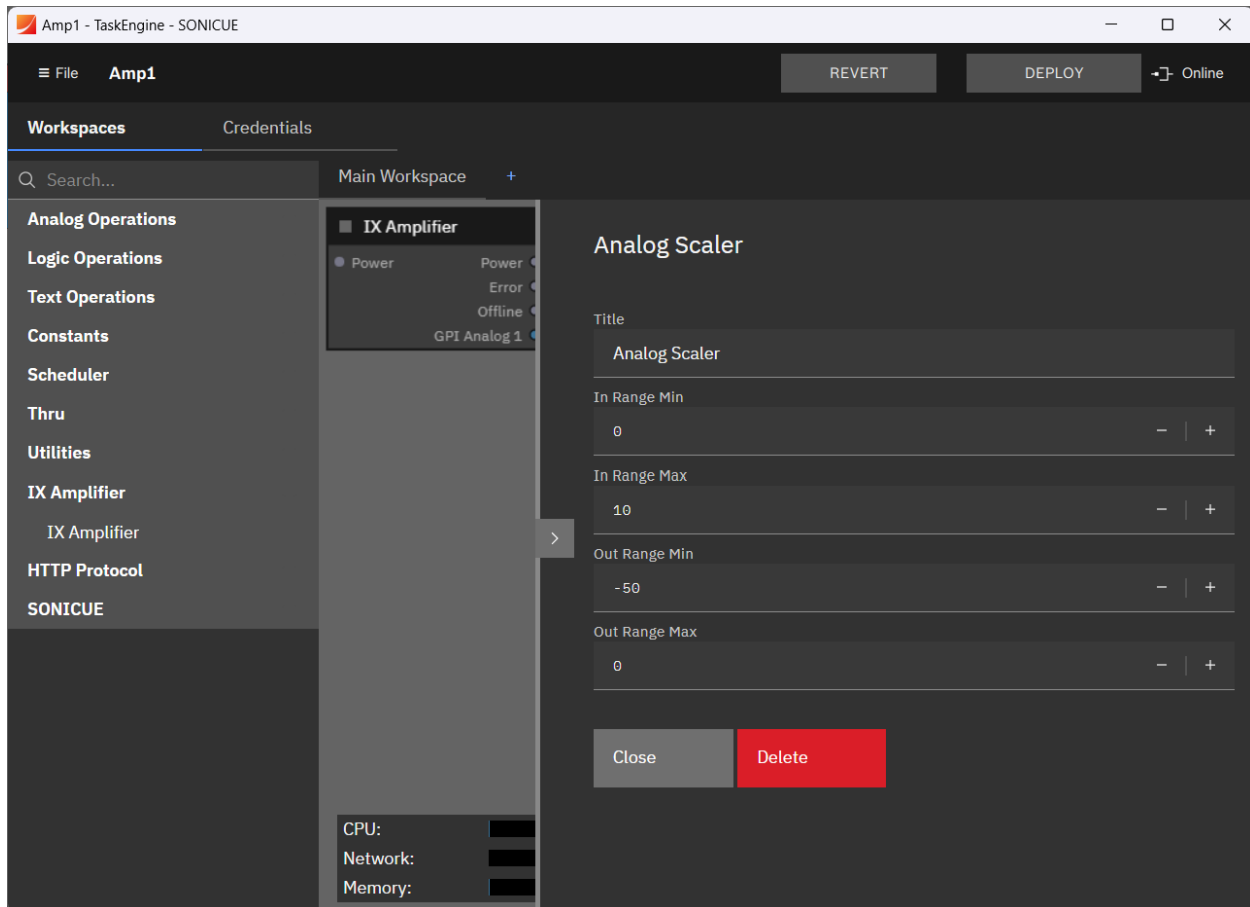 Amp1 - TaskEngine - SONICUE
≡ File Amp1 REVERT DEPLOY Online
Workspaces Credentials
Search...
Main Workspace +
Analog Operations
Logic Operations
Text Operations
Constants
Scheduler
Thru
Utilities
IX Amplifier
IX Amplifier
HTTP Protocol
SONICUE
IX Amplifier
Power Power
Error
Offline
GPI Analog 1
CPU:
Network:
Memory:
Analog Scaler
Title
Analog Scaler
In Range Min
0 − | +
In Range Max
10 − | +
Out Range Min
-50 − | +
Out Range Max
0 − | +
Close Delete